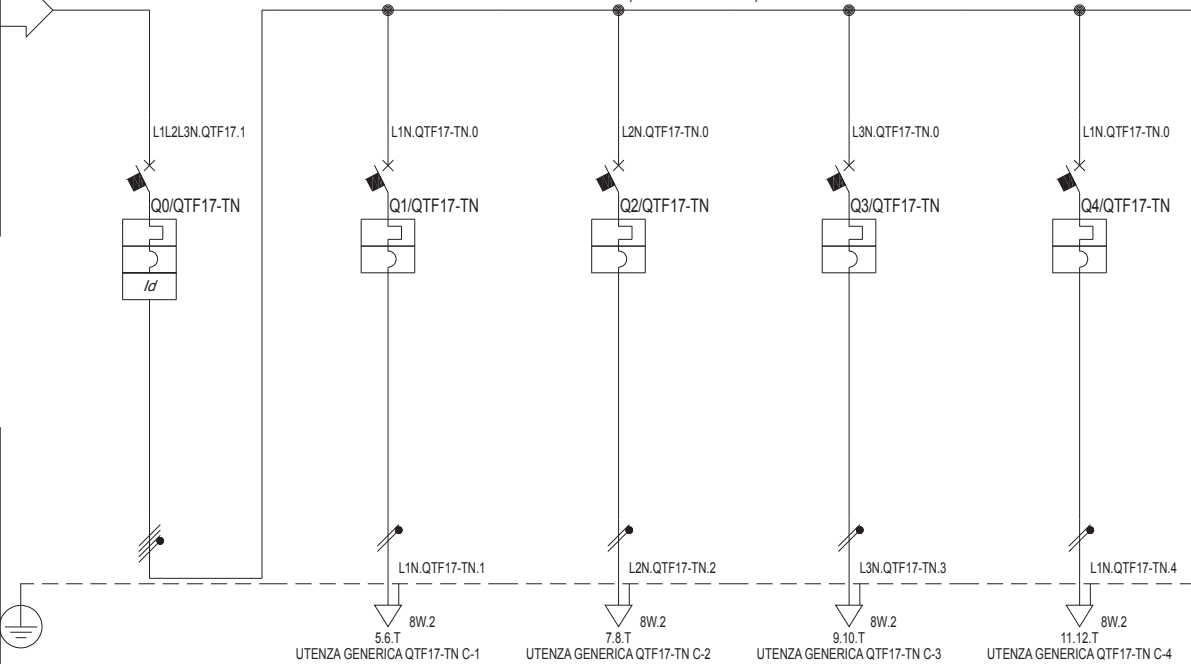 L1L2L3N.QTF17.1
L1N.QTF17-TN.0
L2N.QTF17-TN.0
L3N.QTF17-TN.0
L1N.QTF17-TN.0
Q0/QTF17-TN
Q1/QTF17-TN
Q2/QTF17-TN
Q3/QTF17-TN
Q4/QTF17-TN
Id
L1N.QTF17-TN.1
L2N.QTF17-TN.2
L3N.QTF17-TN.3
L1N.QTF17-TN.4
8W.2
8W.2
8W.2
8W.2
5.6.T
7.8.T
9.10.T
11.12.T
UTENZA GENERICA QTF17-TN C-1
UTENZA GENERICA QTF17-TN C-2
UTENZA GENERICA QTF17-TN C-3
UTENZA GENERICA QTF17-TN C-4